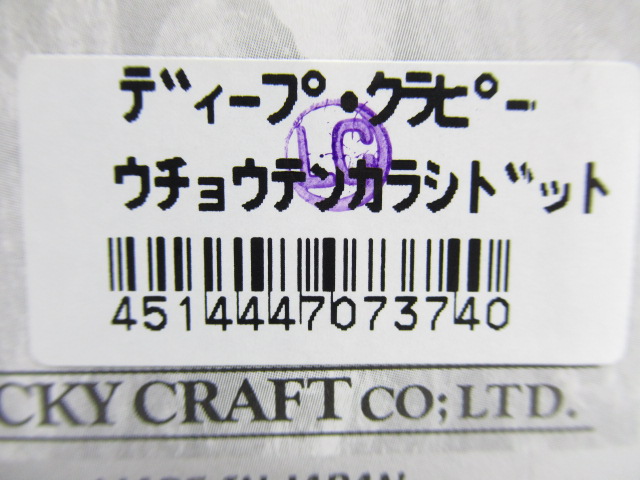 ディープ・クラピー
ウチョウテンカラシドット
LC
4514447073740
CKY CRAFT CO;LTD.